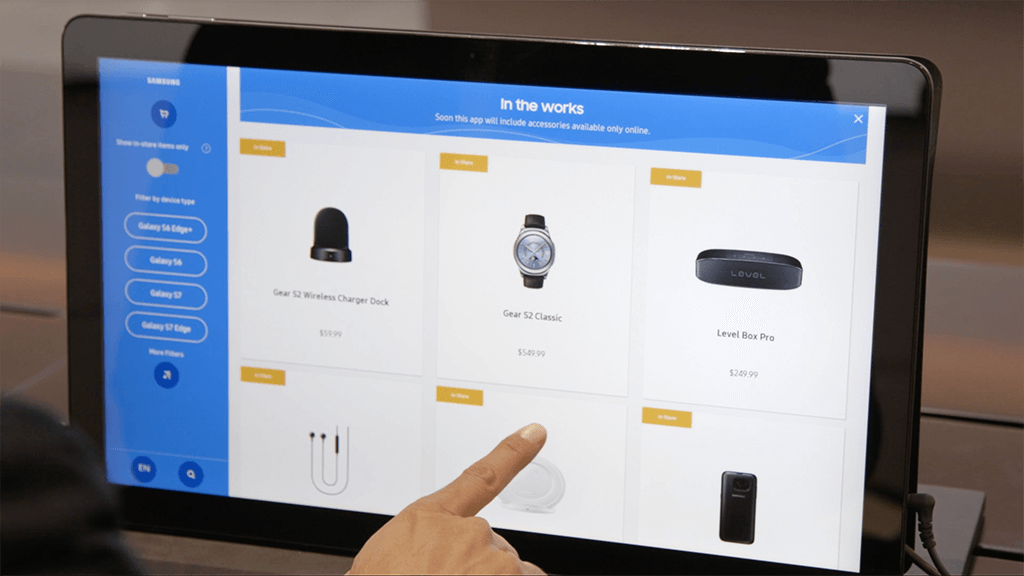 SAMSUNG
Show in-store items only
?
Filter by device type
Galaxy S6 Edge+
Galaxy S6
Galaxy S7
Galaxy S7 Edge
More Filters
EN
In the works
Soon this app will include accessories available only online.
In Store
In Store
In Store
LEVEL
Gear S2 Wireless Charger Dock
$59.99
Gear S2 Classic
$549.99
Level Box Pro
$249.99
In Store
In Store
In Store